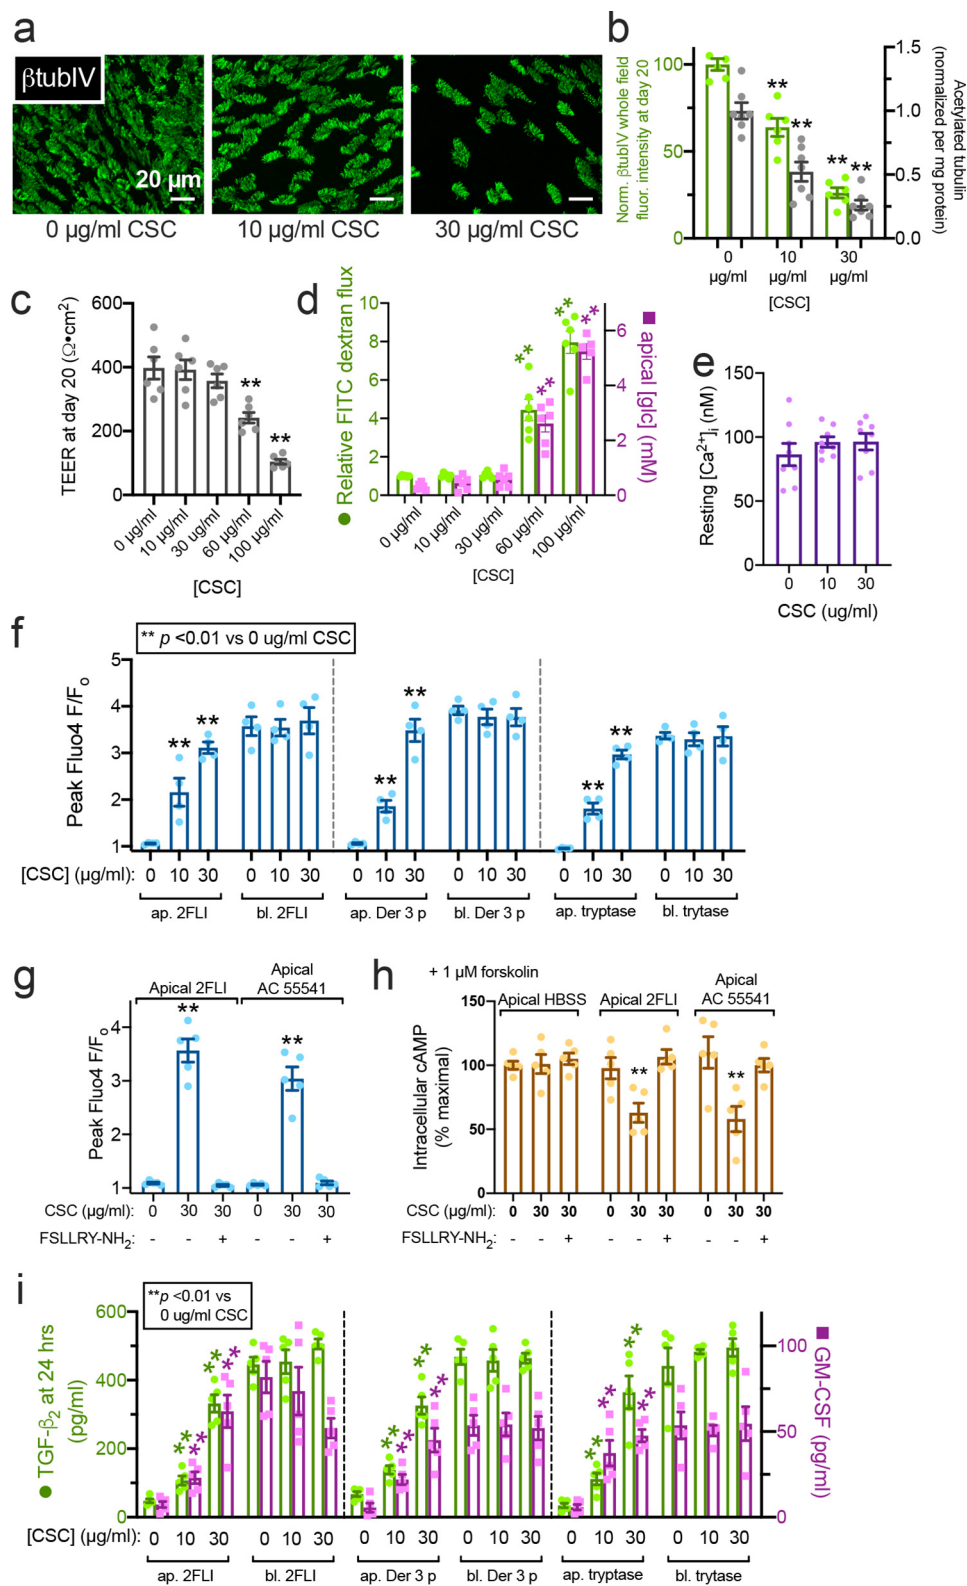 a
βtubIV
20 µm
0 µg/ml CSC
10 µg/ml CSC
30 µg/ml CSC
b
Norm. βtubIV whole field
fluor. intensity at day 20
100
50
0
** ** ** **
1.5
1.0
0.5
0.0
Acetylated tubulin
(normalized per mg protein)
0 µg/ml
10 µg/ml
30 µg/ml
[CSC]
c
TEER at day 20 (Ω•cm²)
600
400
200
0
** **
0 µg/ml
10 µg/ml
30 µg/ml
60 µg/ml
100 µg/ml
[CSC]
d
Relative FITC dextran flux
10
8
6
4
2
0
** ** ** **
6
4
2
0
apical [glc] (mM)
0 µg/ml
10 µg/ml
30 µg/ml
60 µg/ml
100 µg/ml
[CSC]
e
Resting [Ca²⁺]i (nM)
150
100
50
0
0 10 30
CSC (ug/ml)
f
** p <0.01 vs 0 ug/ml CSC
Peak Fluo4 F/Fo
5
4
3
2
1
** ** ** ** ** **
[CSC] (µg/ml): 0 10 30 0 10 30 0 10 30 0 10 30 0 10 30 0 10 30
ap. 2FLI bl. 2FLI ap. Der 3 p bl. Der 3 p ap. tryptase bl. trytase
g
Apical 2FLI
Apical
AC 55541
Peak Fluo4 F/Fo
4
3
2
1
** **
CSC (µg/ml): 0 30 30 0 30 30
FSLLRY-NH₂: - - + - - +
h
+ 1 µM forskolin
Apical HBSS Apical 2FLI
Apical
AC 55541
Intracellular cAMP
(% maximal)
150
100
50
0
** **
CSC (µg/ml): 0 30 30 0 30 30 0 30 30
FSLLRY-NH₂: - - + - - + - - +
i
**p <0.01 vs
0 ug/ml CSC
TGF-β₂ at 24 hrs
(pg/ml)
600
400
200
0
** ** ** ** ** ** ** ** ** ** ** **
100
50
0
GM-CSF (pg/ml)
[CSC] (µg/ml): 0 10 30 0 10 30 0 10 30 0 10 30 0 10 30 0 10 30
ap. 2FLI bl. 2FLI ap. Der 3 p bl. Der 3 p ap. tryptase bl. trytase